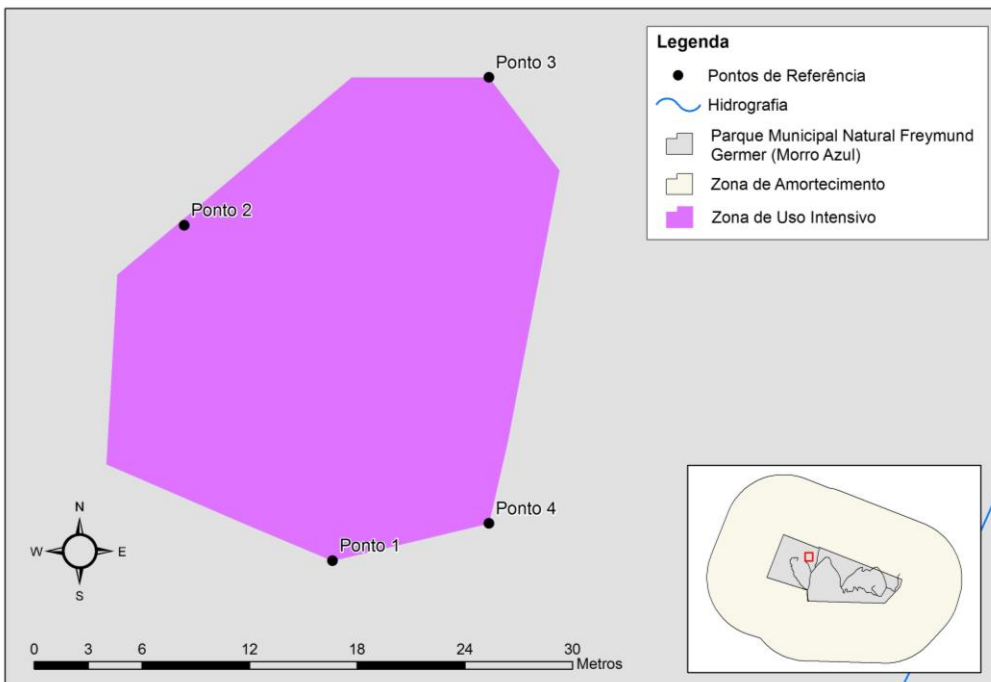 Ponto 3
Ponto 2
Ponto 4
Ponto 1
Legenda
Pontos de Referência
Hidrografia
Parque Municipal Natural Freymund
Germer (Morro Azul)
Zona de Amortecimento
Zona de Uso Intensivo
N
W E
S
0 3 6 12 18 24 30
Metros